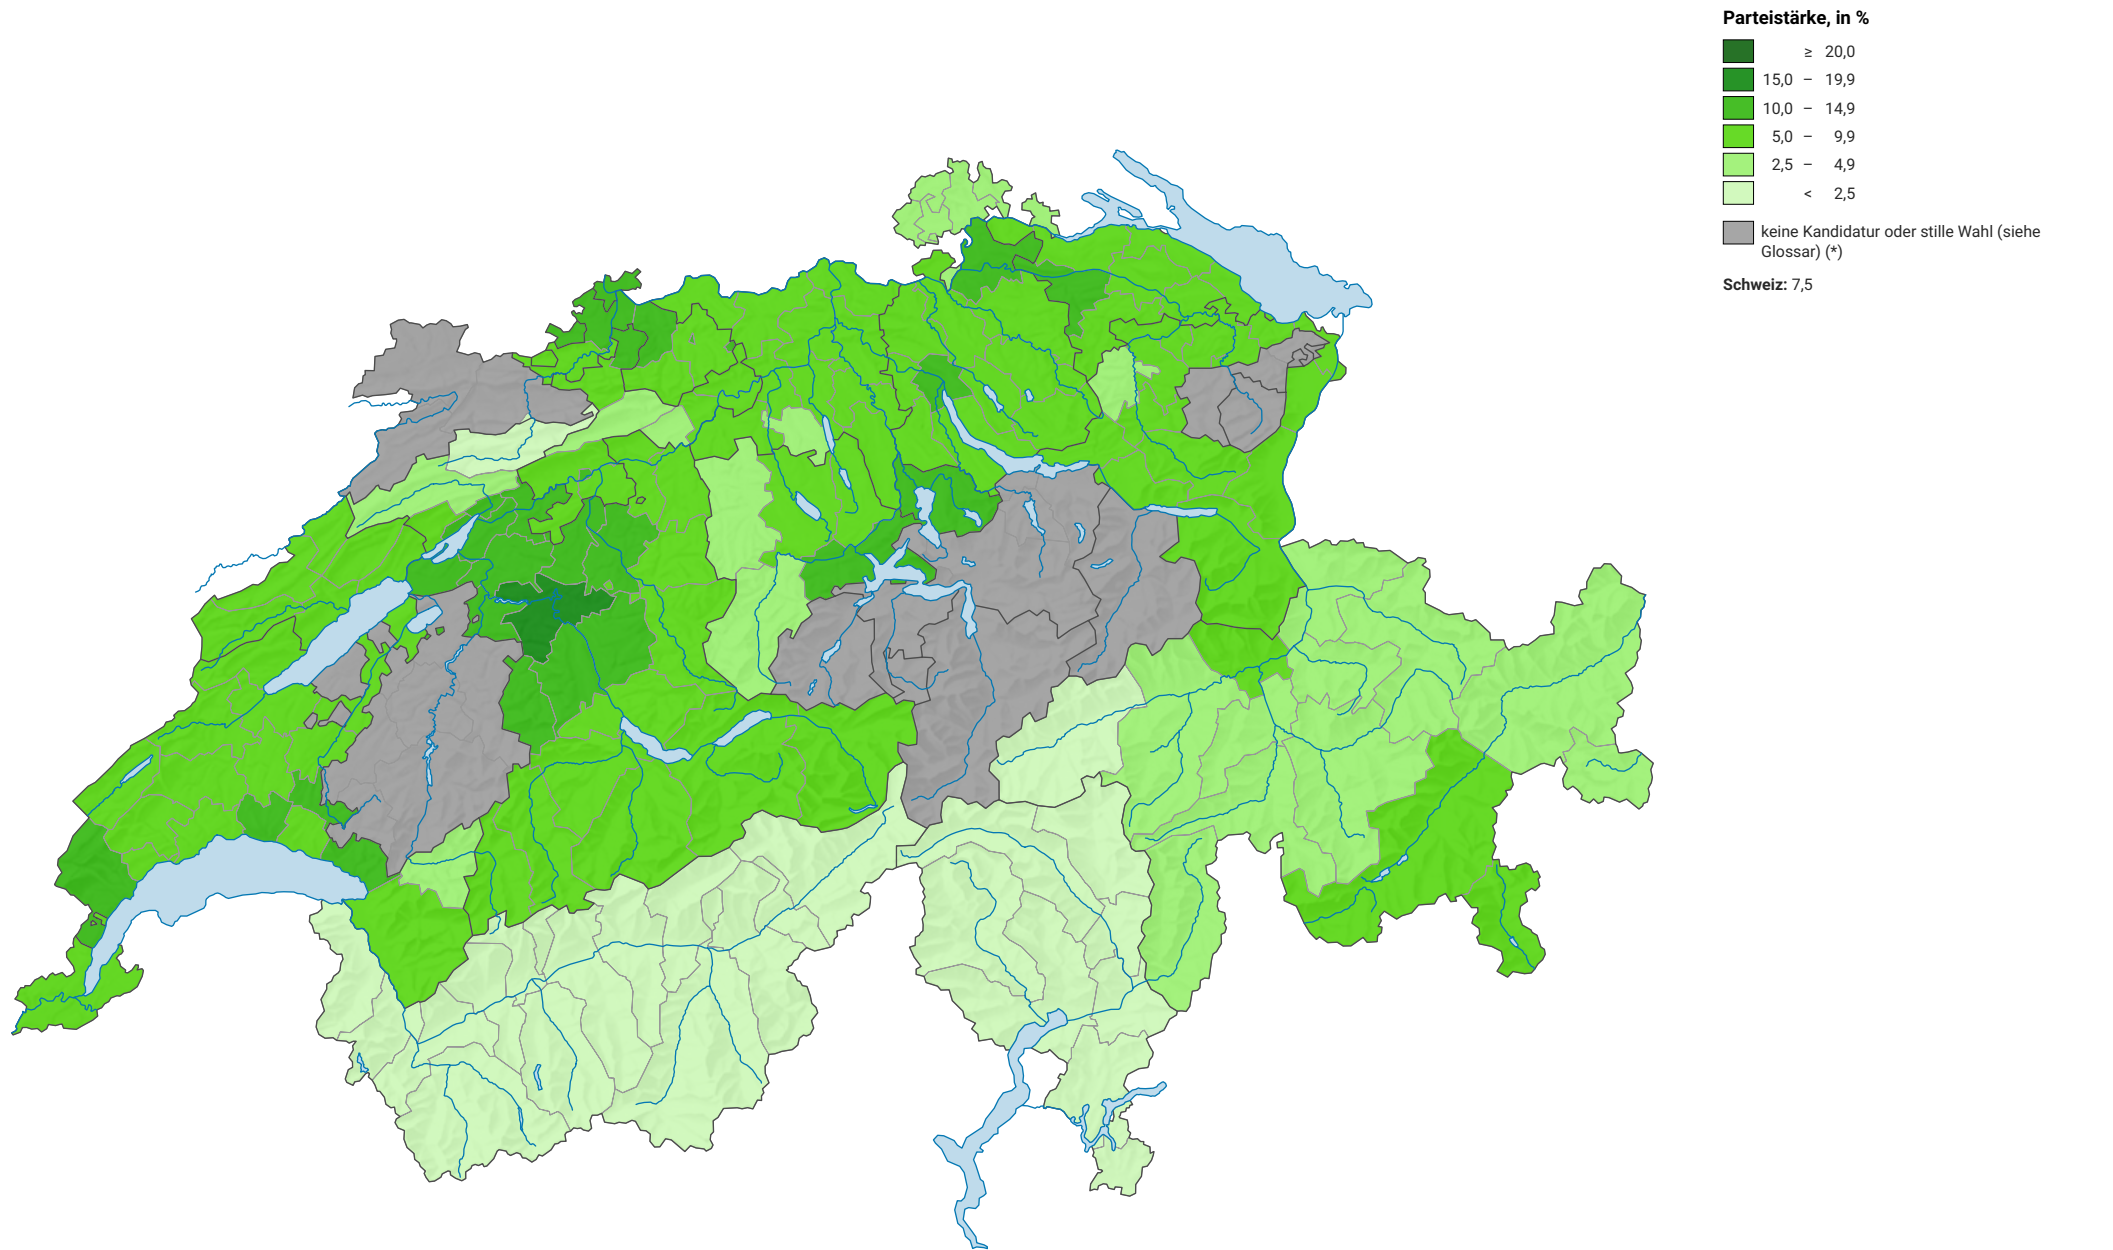 Parteistärke, in %
≥ 20,0
15,0 – 19,9
10,0 – 14,9
5,0 – 9,9
2,5 – 4,9
< 2,5
keine Kandidatur oder stille Wahl (siehe
Glossar) (*)
Schweiz: 7,5